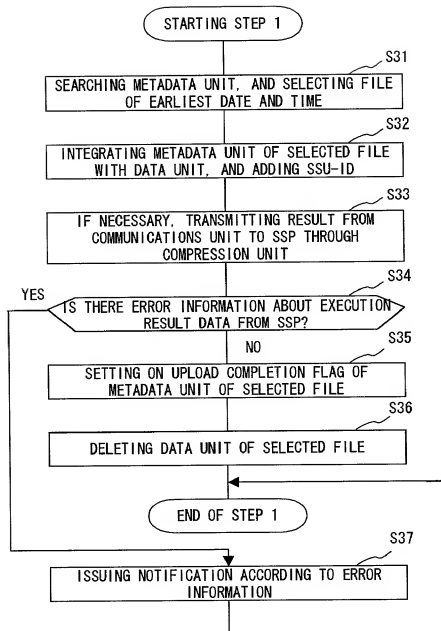 STARTING STEP 1
S31
SEARCHING METADATA UNIT, AND SELECTING FILE
OF EARLIEST DATE AND TIME
S32
INTEGRATING METADATA UNIT OF SELECTED FILE
WITH DATA UNIT, AND ADDING SSU-ID
S33
IF NECESSARY, TRANSMITTING RESULT FROM
COMMUNICATIONS UNIT TO SSP THROUGH
COMPRESSION UNIT
S34
YES
IS THERE ERROR INFORMATION ABOUT EXECUTION
RESULT DATA FROM SSP?
NO
S35
SETTING ON UPLOAD COMPLETION FLAG OF
METADATA UNIT OF SELECTED FILE
S36
DELETING DATA UNIT OF SELECTED FILE
END OF STEP 1
S37
ISSUING NOTIFICATION ACCORDING TO ERROR
INFORMATION